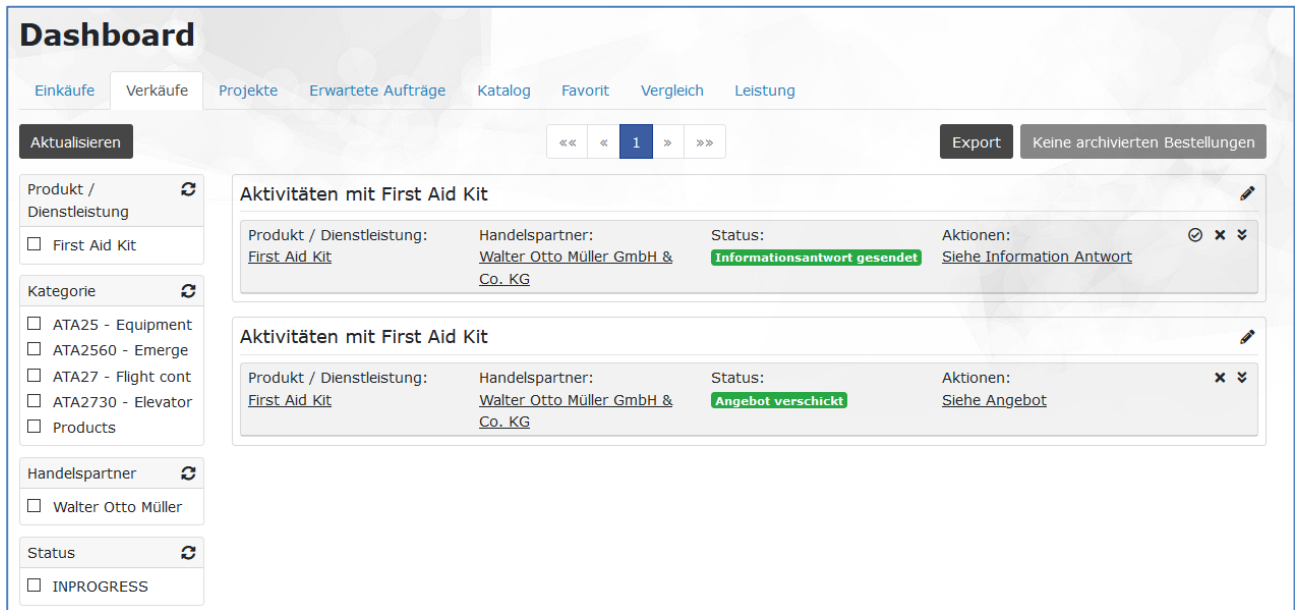 Dashboard
Einkäufe Verkäufe Projekte Erwartete Aufträge Katalog Favorit Vergleich Leistung
Aktualisieren
«« « 1 » »»
Export Keine archivierten Bestellungen
Produkt /
Dienstleistung
First Aid Kit
Kategorie
ATA25 - Equipment
ATA2560 - Emerge
ATA27 - Flight cont
ATA2730 - Elevator
Products
Handelspartner
Walter Otto Müller
Status
INPROGRESS
Aktivitäten mit First Aid Kit
Produkt / Dienstleistung: Handelspartner: Status: Aktionen:
First Aid Kit Walter Otto Müller GmbH & Informationsantwort gesendet Siehe Information Antwort
Co. KG
Aktivitäten mit First Aid Kit
Produkt / Dienstleistung: Handelspartner: Status: Aktionen:
First Aid Kit Walter Otto Müller GmbH & Angebot verschickt Siehe Angebot
Co. KG